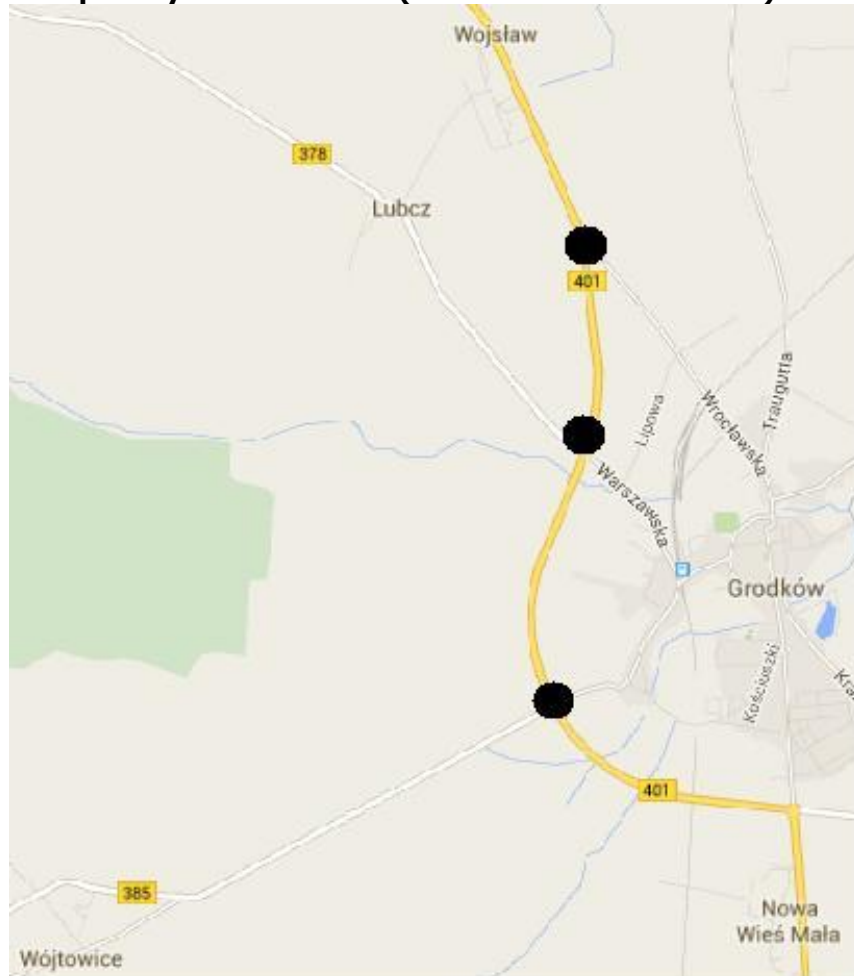 Wojsław
378
Lubcz
401
Lipowa
Wrocławska
Traugutta
Warszawska
Grodków
Kościuszki
401
385
Nowa
Wieś Mała
Wójtowice